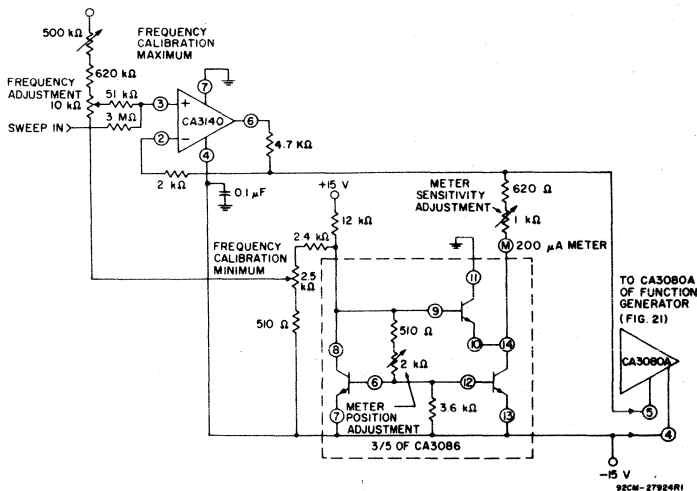 500 kΩ
FREQUENCY
CALIBRATION
MAXIMUM
620 kΩ
FREQUENCY
ADJUSTMENT
10 kΩ
51 kΩ
3 MΩ
SWEEP IN
3
+
2
−
7
CA3140
6
4
4.7 KΩ
2 kΩ
0.1 μF
+15 V
12 kΩ
2.4 kΩ
FREQUENCY
CALIBRATION
MINIMUM
2.5
kΩ
510 Ω
METER
SENSITIVITY
ADJUSTMENT
620 Ω
1 kΩ
M
200 μA METER
11
9
10
14
510 Ω
2 kΩ
8
6
12
7
METER
POSITION
ADJUSTMENT
3.6 kΩ
13
3/5 OF CA3086
TO CA3080A
OF FUNCTION
GENERATOR
(FIG. 21)
CA3080A
5
4
−15 V
92CM-27924RI